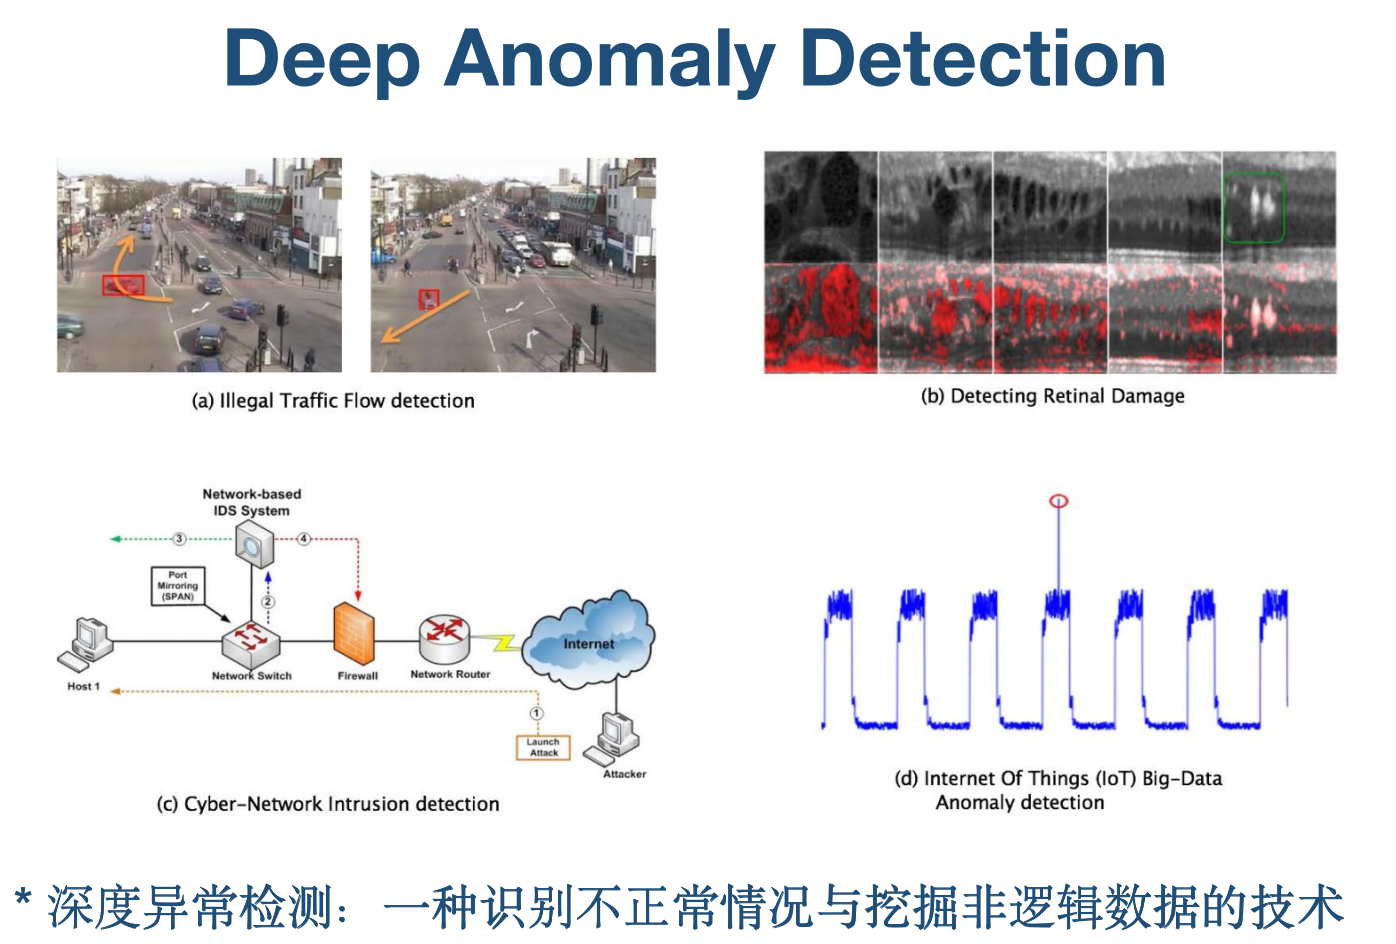 Deep Anomaly Detection
(a) Illegal Traffic Flow detection
(b) Detecting Retinal Damage
Network-based
IDS System
3
4
Port
Mirroring
(SPAN)
2
Internet
Host 1
Network Switch
Firewall
Network Router
1
Launch
Attack
Attacker
(c) Cyber-Network Intrusion detection
(d) Internet Of Things (IoT) Big-Data
Anomaly detection
* 深度异常检测：一种识别不正常情况与挖掘非逻辑数据的技术